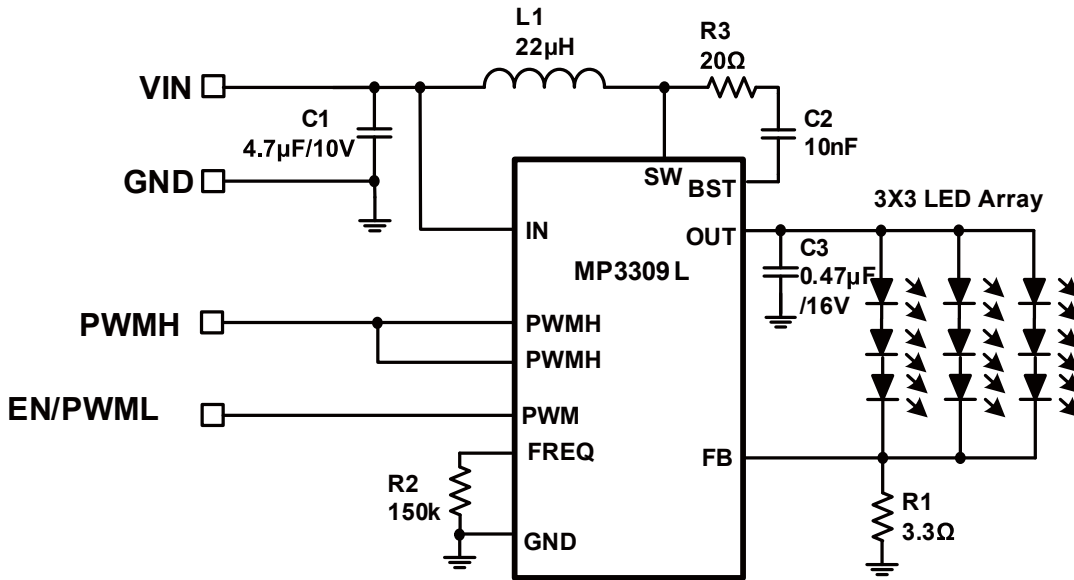 L1
22µH
R3
20Ω
VIN
C1
4.7µF/10V
C2
10nF
GND
SW
BST
3X3 LED Array
IN
OUT
MP3309L
C3
0.47µF
/16V
PWMH
PWMH
PWMH
EN/PWML
PWM
FREQ
FB
R2
150k
R1
3.3Ω
GND